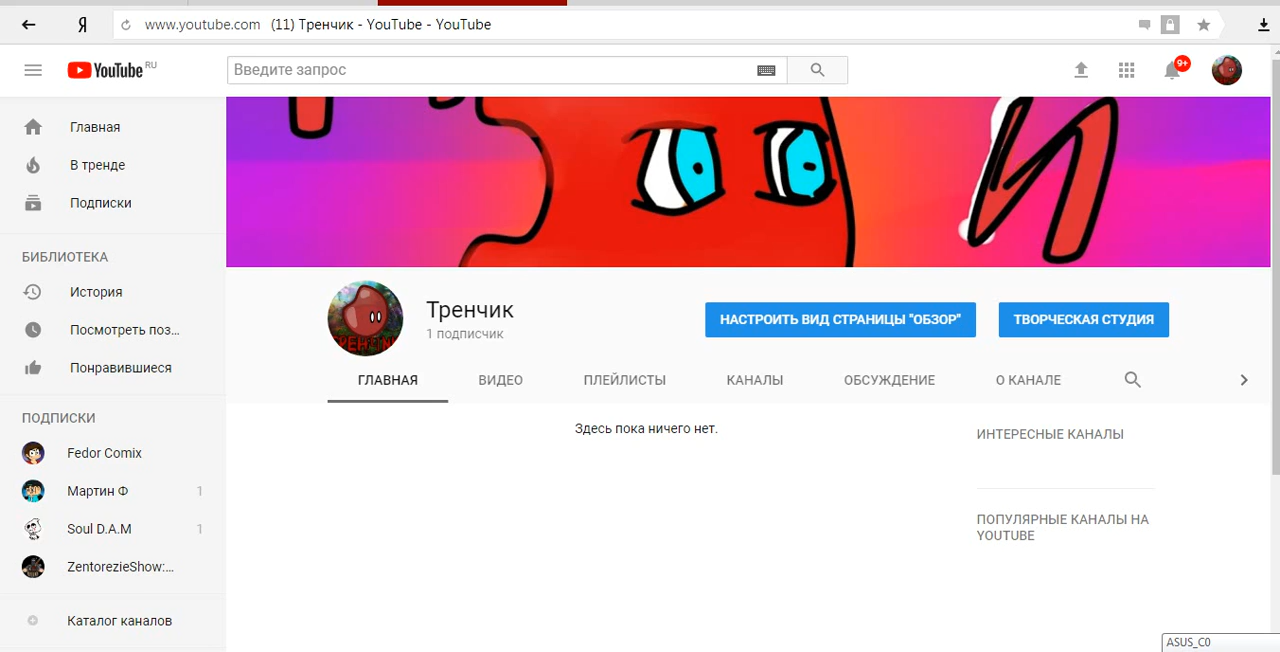 Я www.youtube.com (11) Тренчик - YouTube - YouTube
YouTube RU
Введите запрос
9+
Главная
В тренде
Подписки
БИБЛИОТЕКА
История
Посмотреть поз...
Понравившиеся
ПОДПИСКИ
Fedor Comix
Мартин Ф 1
Soul D.A.M 1
ZentorezieShow:...
Каталог каналов
И
Тренчик
1 подписчик
НАСТРОИТЬ ВИД СТРАНИЦЫ "ОБЗОР"
ТВОРЧЕСКАЯ СТУДИЯ
ГЛАВНАЯ ВИДЕО ПЛЕЙЛИСТЫ КАНАЛЫ ОБСУЖДЕНИЕ О КАНАЛЕ
Здесь пока ничего нет.
ИНТЕРЕСНЫЕ КАНАЛЫ
ПОПУЛЯРНЫЕ КАНАЛЫ НА
YOUTUBE
ASUS_C0